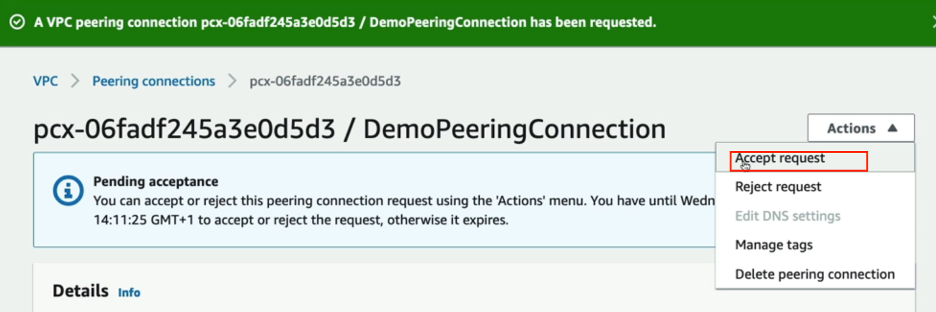 A VPC peering connection pcx-06fadf245a3e0d5d3 / DemoPeeringConnection has been requested.
VPC > Peering connections > pcx-06fadf245a3e0d5d3
pcx-06fadf245a3e0d5d3 / DemoPeeringConnection
Actions
Accept request
Reject request
Edit DNS settings
Manage tags
Delete peering connection
Pending acceptance
You can accept or reject this peering connection request using the 'Actions' menu. You have until
14:11:25 GMT+1 to accept or reject the request, otherwise it expires.
Details Info